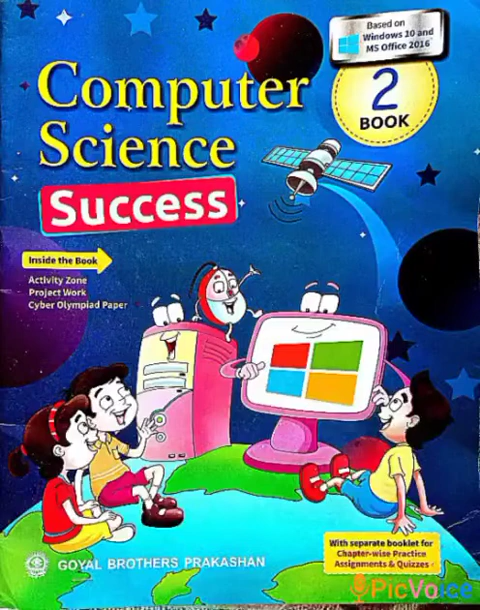 Based on
Windows 10 and
MS Office 2016
2
BOOK
Computer
Science
Success
Inside the Book
Activity Zone
Project Work
Cyber Olympiad Paper
With separate booklet for
Chapter-wise Practice
Assignments & Quizzes
GOYAL BROTHERS PRAKASHAN
PicVoice